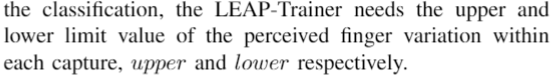 the classification, the LEAP-Trainer needs the upper and
lower limit value of the perceived finger variation within
each capture, upper and lower respectively.